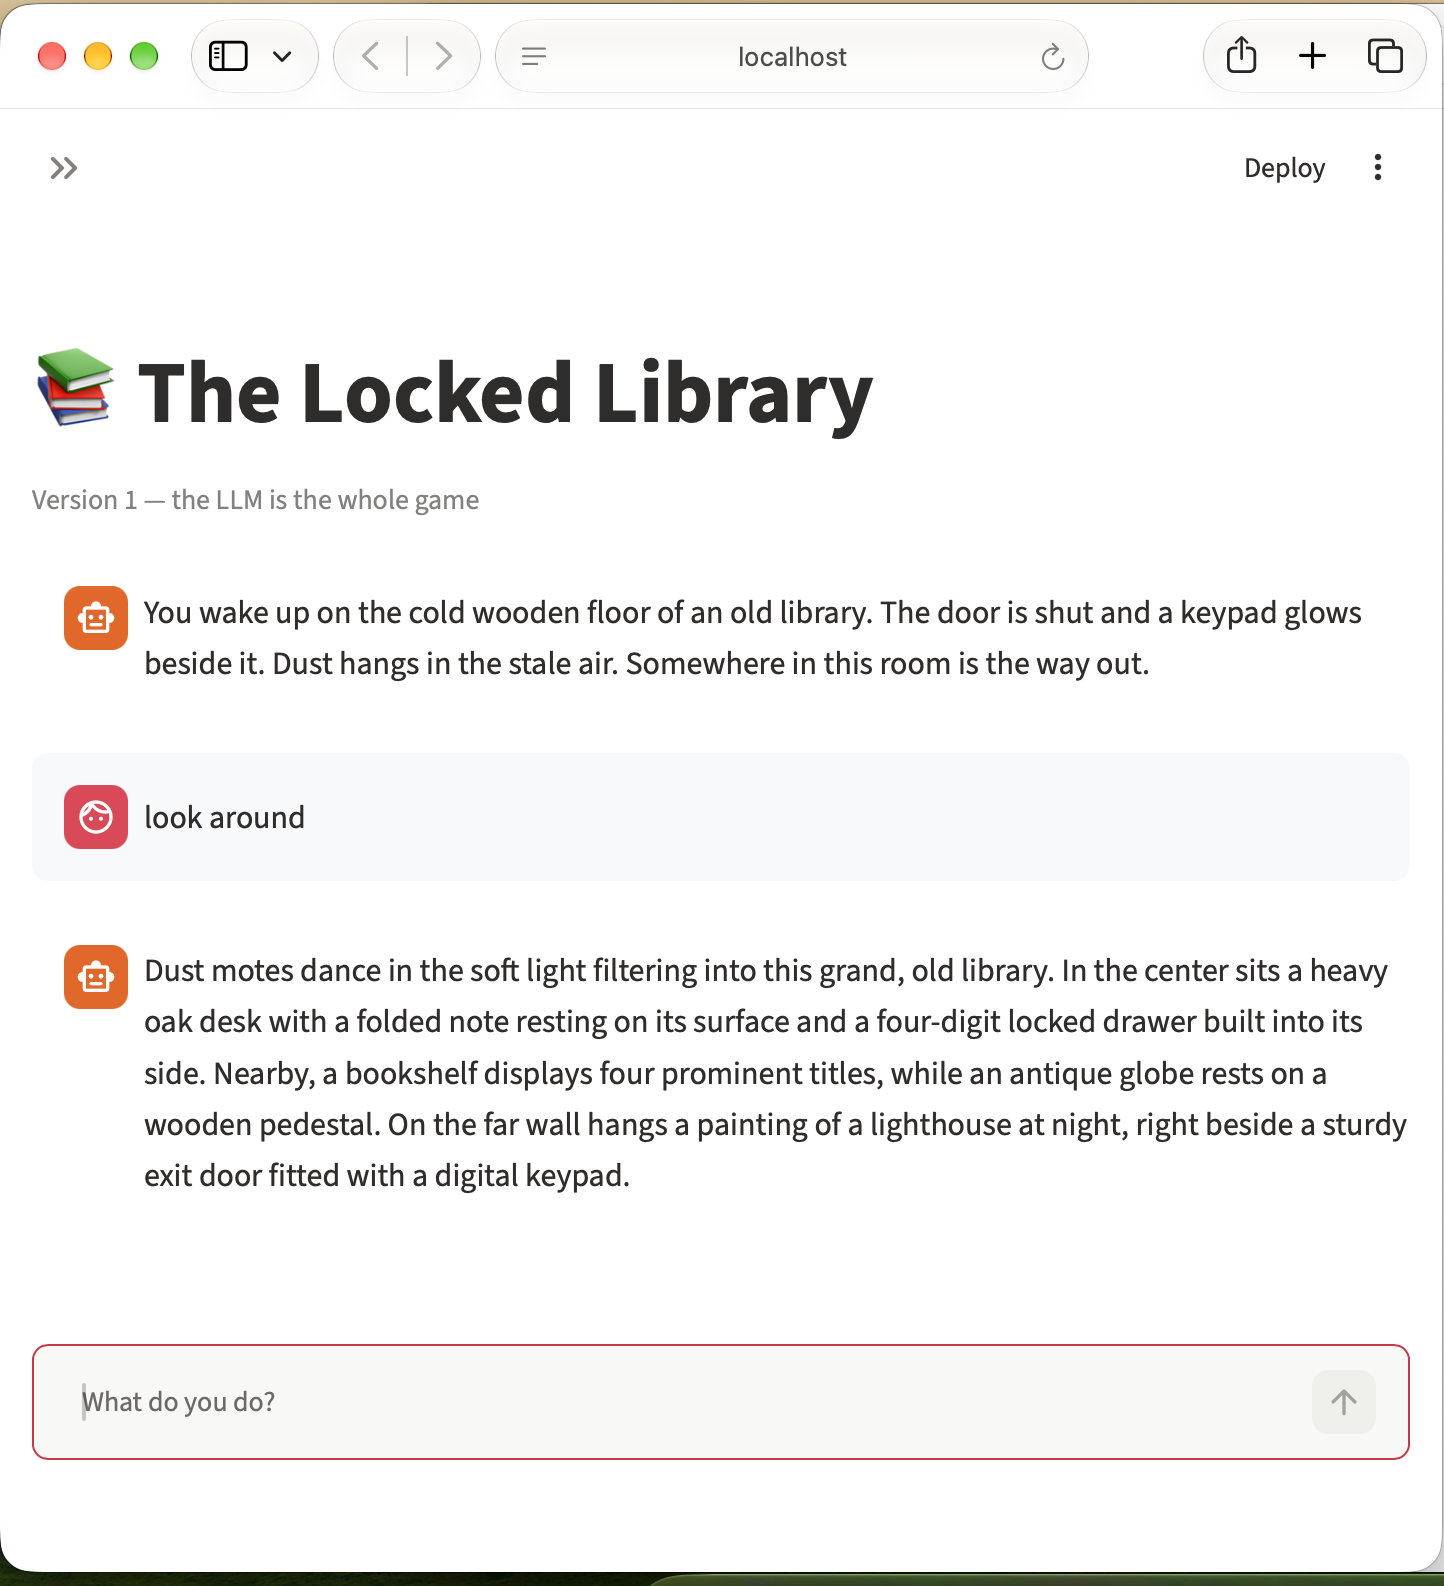 localhost
Deploy
The Locked Library
Version 1 — the LLM is the whole game
You wake up on the cold wooden floor of an old library. The door is shut and a keypad glows
beside it. Dust hangs in the stale air. Somewhere in this room is the way out.
look around
Dust motes dance in the soft light filtering into this grand, old library. In the center sits a heavy
oak desk with a folded note resting on its surface and a four-digit locked drawer built into its
side. Nearby, a bookshelf displays four prominent titles, while an antique globe rests on a
wooden pedestal. On the far wall hangs a painting of a lighthouse at night, right beside a sturdy
exit door fitted with a digital keypad.
What do you do?